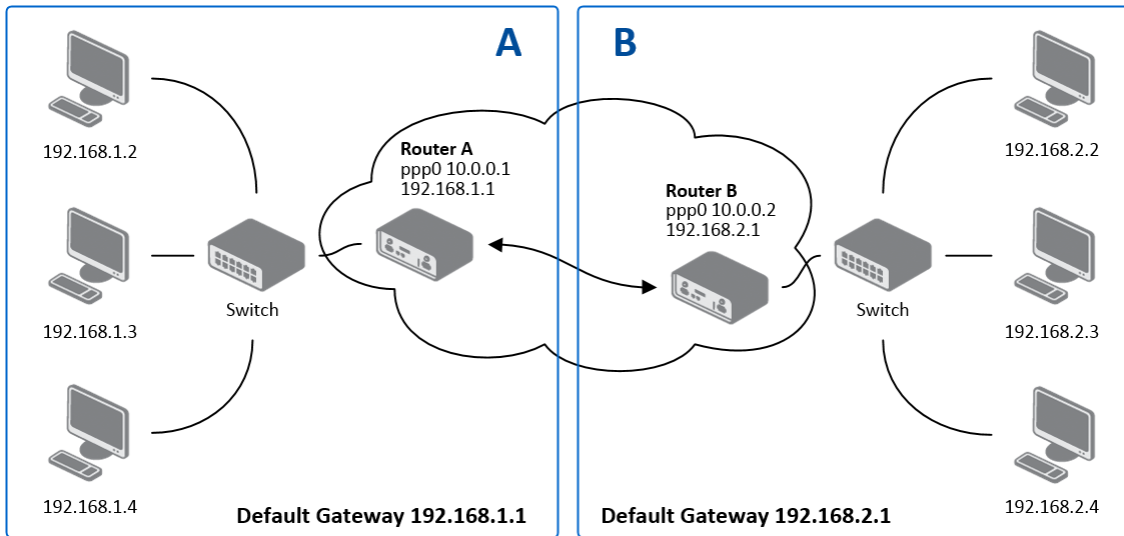 A
192.168.1.2
192.168.1.3
192.168.1.4
Switch
Router A
ppp0 10.0.0.1
192.168.1.1
Default Gateway 192.168.1.1
B
Router B
ppp0 10.0.0.2
192.168.2.1
Switch
192.168.2.2
192.168.2.3
192.168.2.4
Default Gateway 192.168.2.1